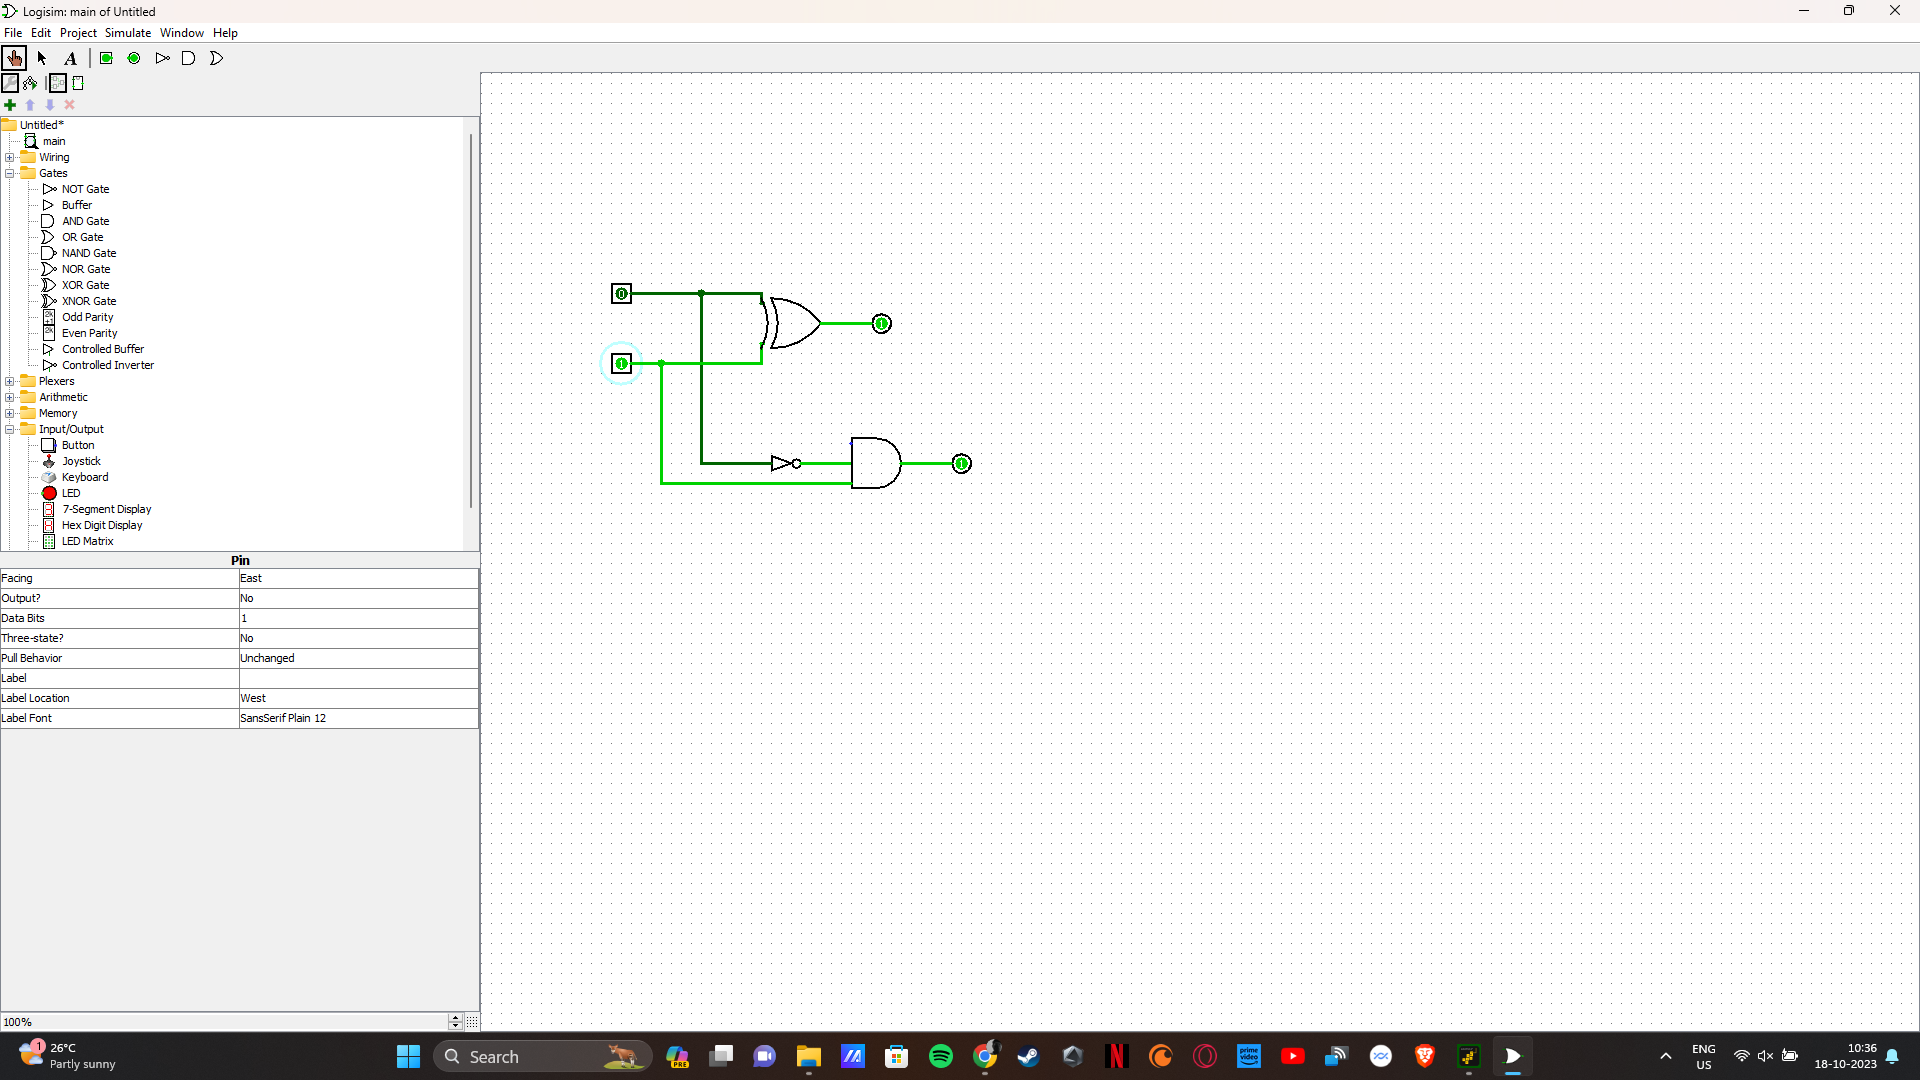 Logisim: main of Untitled
File Edit Project Simulate Window Help
A
Untitled*
main
Wiring
Gates
NOT Gate
Buffer
AND Gate
OR Gate
NAND Gate
NOR Gate
XOR Gate
XNOR Gate
Odd Parity
Even Parity
Controlled Buffer
Controlled Inverter
Plexers
Arithmetic
Memory
Input/Output
Button
Joystick
Keyboard
LED
7-Segment Display
Hex Digit Display
LED Matrix
0
1
1
1
Pin
Facing East
Output? No
Data Bits 1
Three-state? No
Pull Behavior Unchanged
Label
Label Location West
Label Font SansSerif Plain 12
100%
1
26°C
Partly sunny
Search
PRE
prime video
ENG
US
10:36
18-10-2023